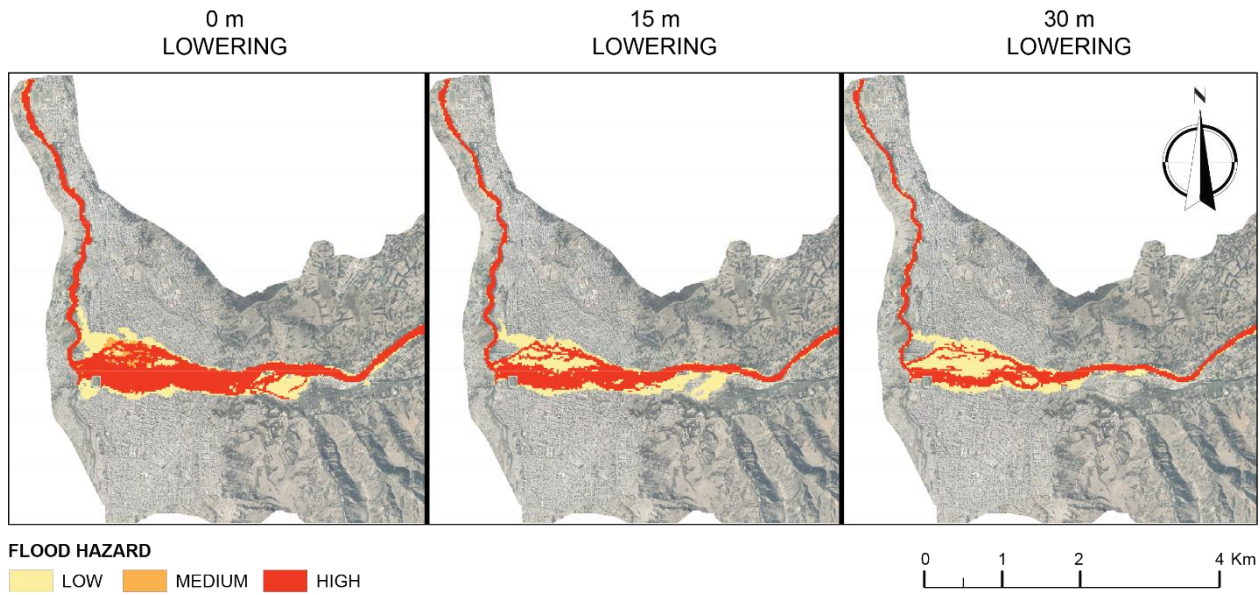 0 m
LOWERING
15 m
LOWERING
30 m
LOWERING
N
FLOOD HAZARD
LOW
MEDIUM
HIGH
0 1 2 4 Km